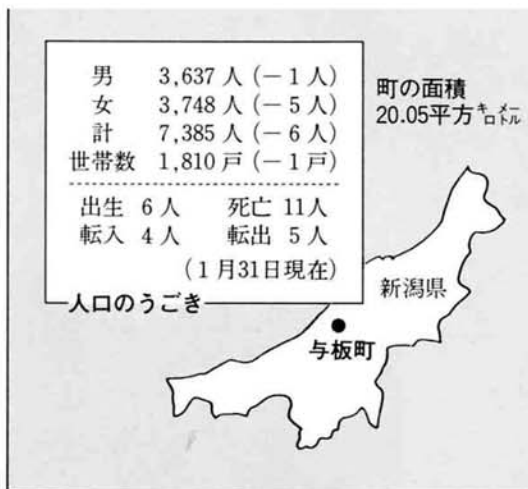 男 3,637人(－1人)
女 3,748人(－5人)
計 7,385人(－6人)
世帯数 1,810戸(－1戸)
出生 6人 死亡 11人
転入 4人 転出 5人
(1月31日現在)
人口のうごき
町の面積
20.05平方キロメートル
新潟県
与板町